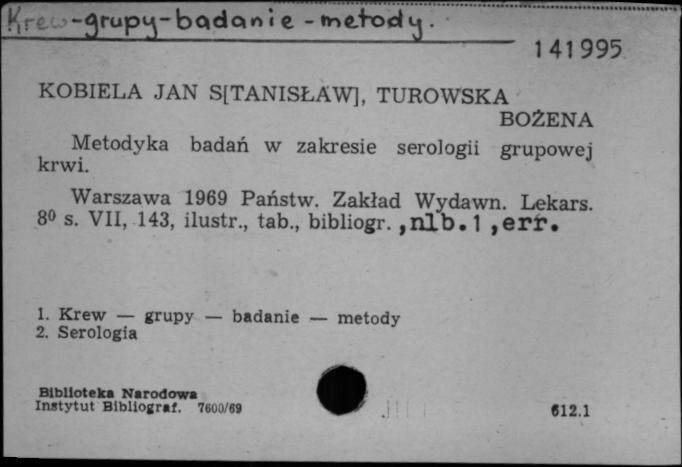 Krew-grupy-badanie-metody.
141995
KOBIELA JAN S[TANISŁAW], TUROWSKA
BOŻENA
Metodyka badań w zakresie serologii grupowej
krwi.
Warszawa 1969 Państw. Zakład Wydawn. Lekars.
8⁰ s. VII, 143, ilustr., tab., bibliogr. ,nlb.1 ,err.
1. Krew — grupy — badanie — metody
2. Serologia
Biblioteka Narodowa
Instytut Bibliograf. 7600/69
612.1